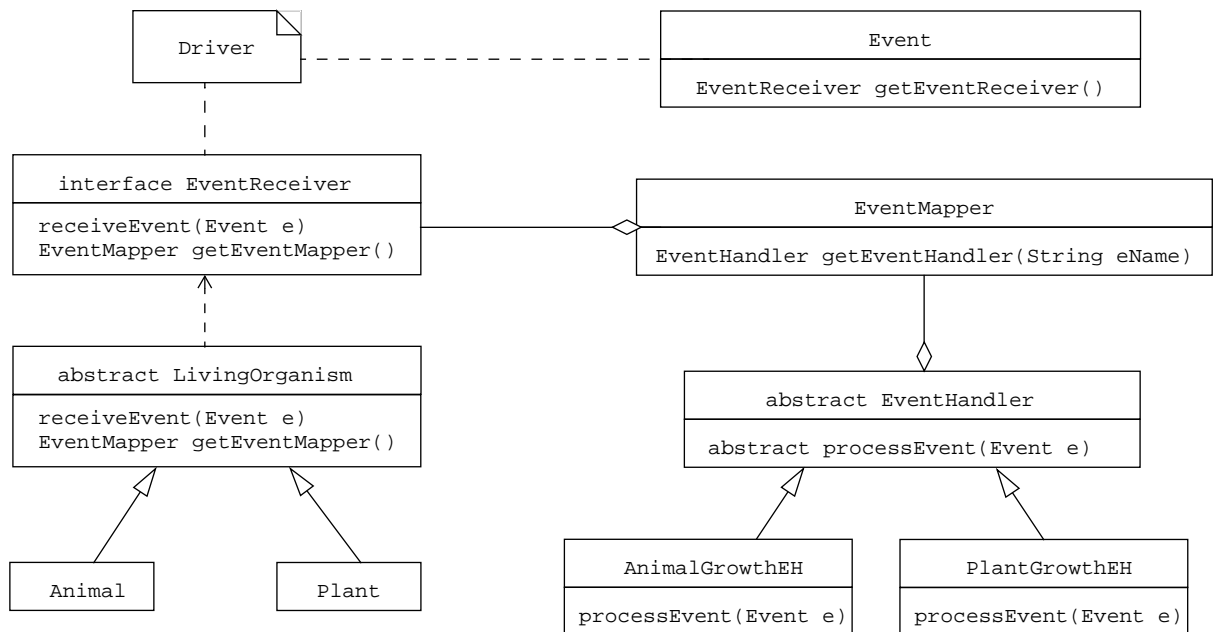 Driver
Event
EventReceiver getEventReceiver()
interface EventReceiver
receiveEvent(Event e)
EventMapper getEventMapper()
EventMapper
EventHandler getEventHandler(String eName)
abstract LivingOrganism
receiveEvent(Event e)
EventMapper getEventMapper()
abstract EventHandler
abstract processEvent(Event e)
Animal
Plant
AnimalGrowthEH
processEvent(Event e)
PlantGrowthEH
processEvent(Event e)